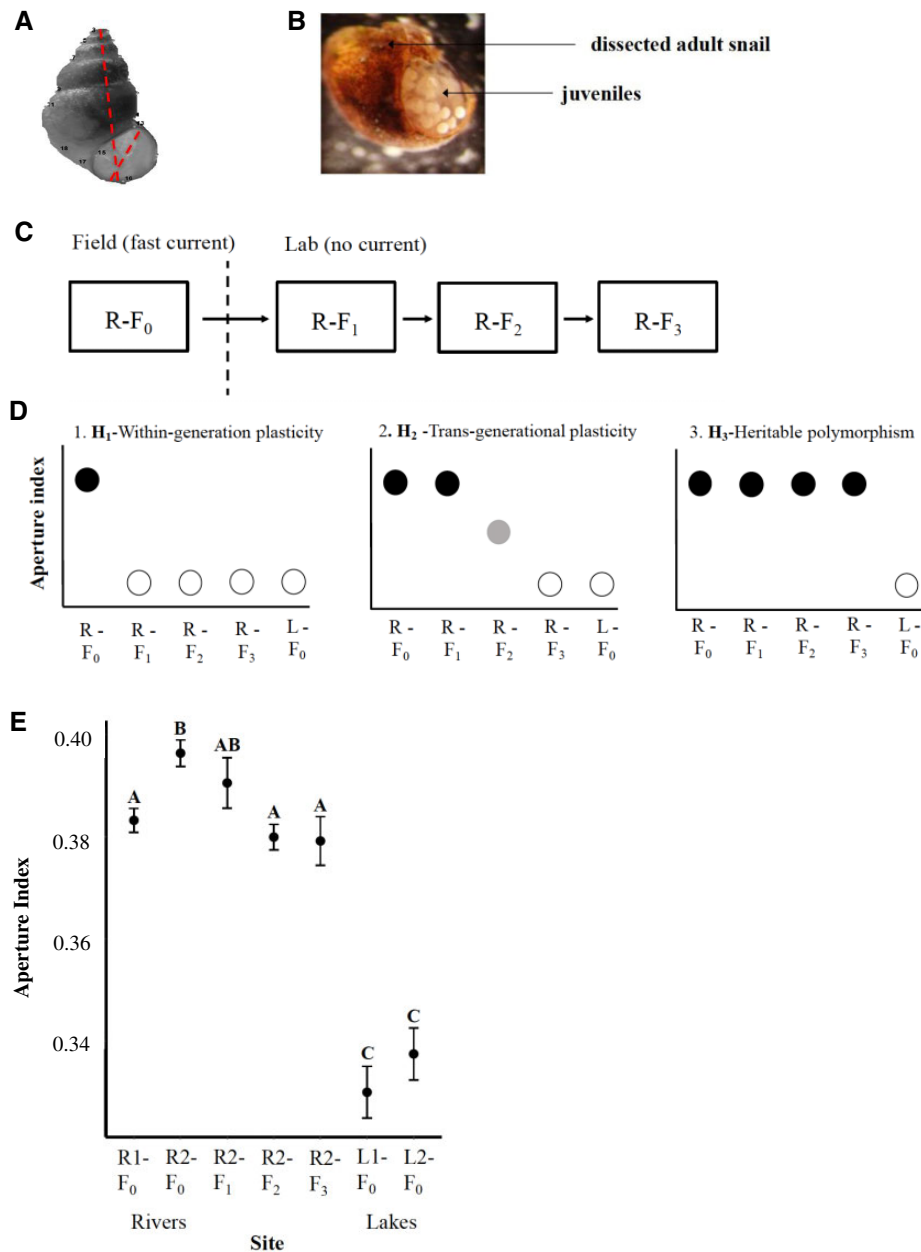 A
B
dissected adult snail
juveniles
C
Field (fast current)
Lab (no current)
R-F₀
R-F₁
R-F₂
R-F₃
D
1. H₁-Within-generation plasticity
2. H₂ -Trans-generational plasticity
3. H₃-Heritable polymorphism
Aperture index
R - F₀
R - F₁
R - F₂
R - F₃
L - F₀
R - F₀
R - F₁
R - F₂
R - F₃
L - F₀
R - F₀
R - F₁
R - F₂
R - F₃
L - F₀
E
Aperture Index
0.40
0.38
0.36
0.34
A
B
AB
A
A
C
C
R1- F₀
R2- F₀
R2- F₁
R2- F₂
R2- F₃
L1- F₀
L2- F₀
Rivers
Lakes
Site